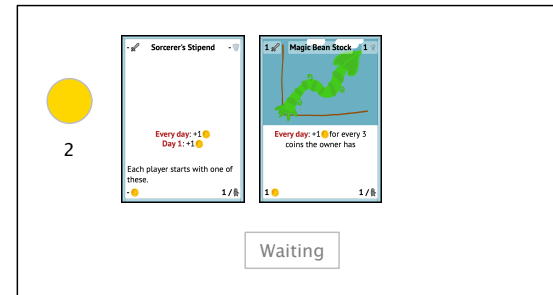 - Sorcerer's Stipend -
1 Magic Bean Stock 1
2
Every day: +1
Day 1: +1
Each player starts with one of
these.
- 1 /
Every day: +1 for every 3
coins the owner has
1 1 /
Waiting